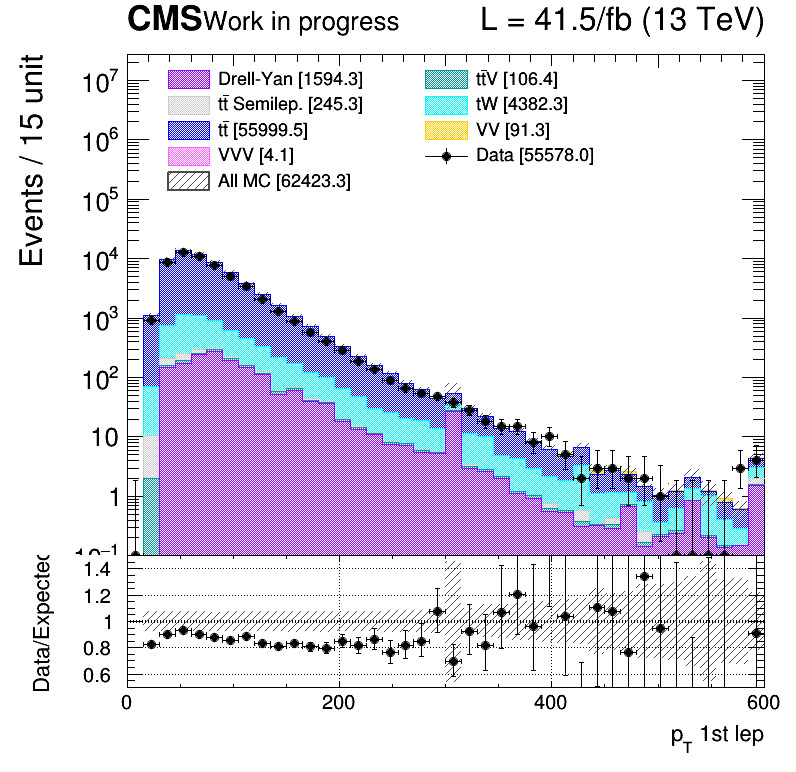 CMS Work in progress L = 41.5/fb (13 TeV)
Events / 15 unit
10⁷
10⁶
10⁵
10⁴
10³
10²
10
1
10⁻¹
Drell-Yan [1594.3]
tt̄ Semilep. [245.3]
tt̄ [55999.5]
VVV [4.1]
All MC [62423.3]
tt̄V [106.4]
tW [4382.3]
VV [91.3]
Data [55578.0]
Data/Expected
1.4
1.2
1
0.8
0.6
0 200 400 600
p_T 1st lep